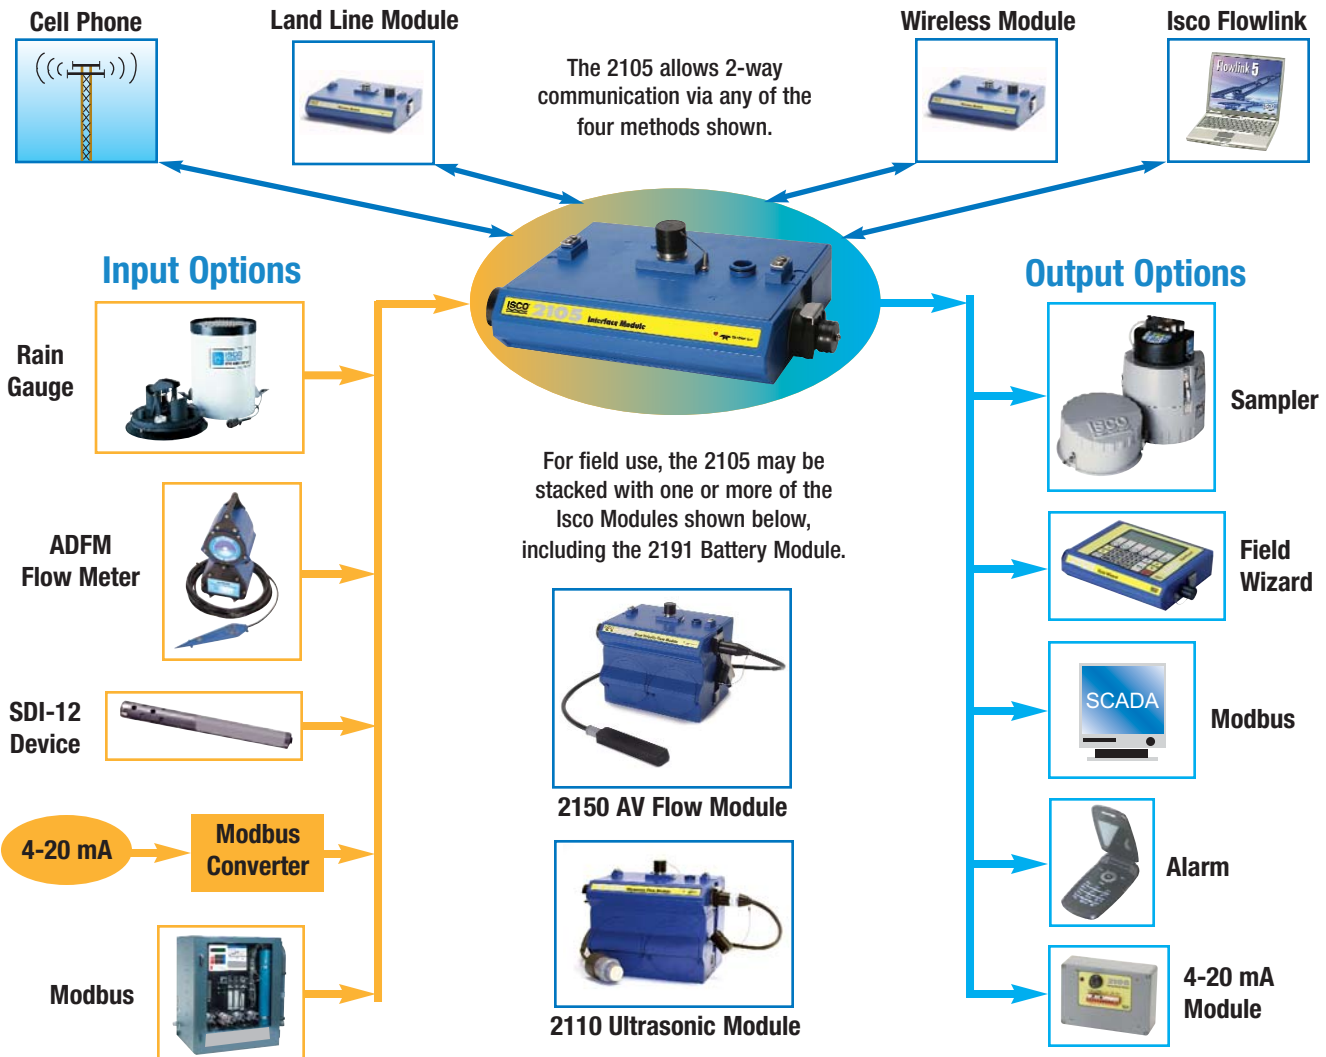 Cell Phone
Land Line Module
Wireless Module
Isco Flowlink
Flowlink 5
The 2105 allows 2-way
communication via any of the
four methods shown.
Input Options
Output Options
ISCO
2105
Interface Module
Rain
Gauge
ISCO
Sampler
ISCO
ADFM
Flow Meter
For field use, the 2105 may be
stacked with one or more of the
Isco Modules shown below,
including the 2191 Battery Module.
Field
Wizard
SDI-12
Device
SCADA
Modbus
2150 AV Flow Module
4-20 mA
Modbus
Converter
Alarm
Modbus
2110 Ultrasonic Module
4-20 mA
Module